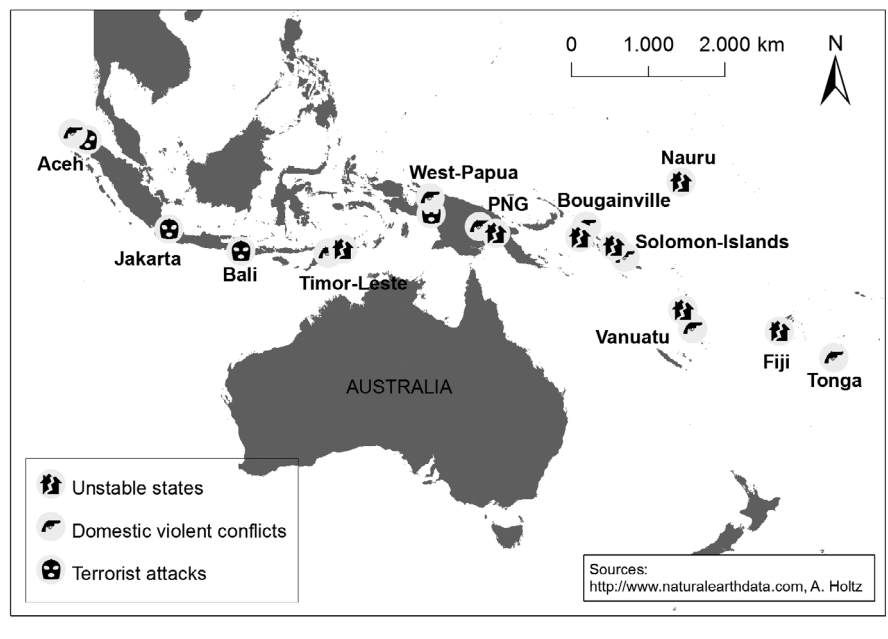 0 1.000 2.000 km
N
Nauru
Aceh
West-Papua
PNG
Bougainville
Solomon-Islands
Jakarta
Bali
Timor-Leste
Vanuatu
Fiji
Tonga
AUSTRALIA
Unstable states
Domestic violent conflicts
Terrorist attacks
Sources:
http://www.naturalearthdata.com, A. Holtz